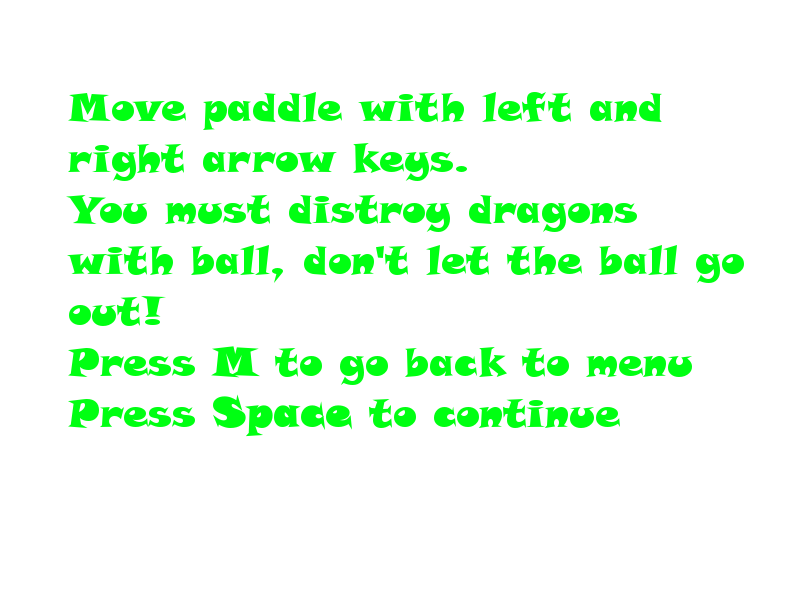 Move paddle with left and
right arrow keys.
You must distroy dragons
with ball, don't let the ball go
out!
Press M to go back to menu
Press Space to continue